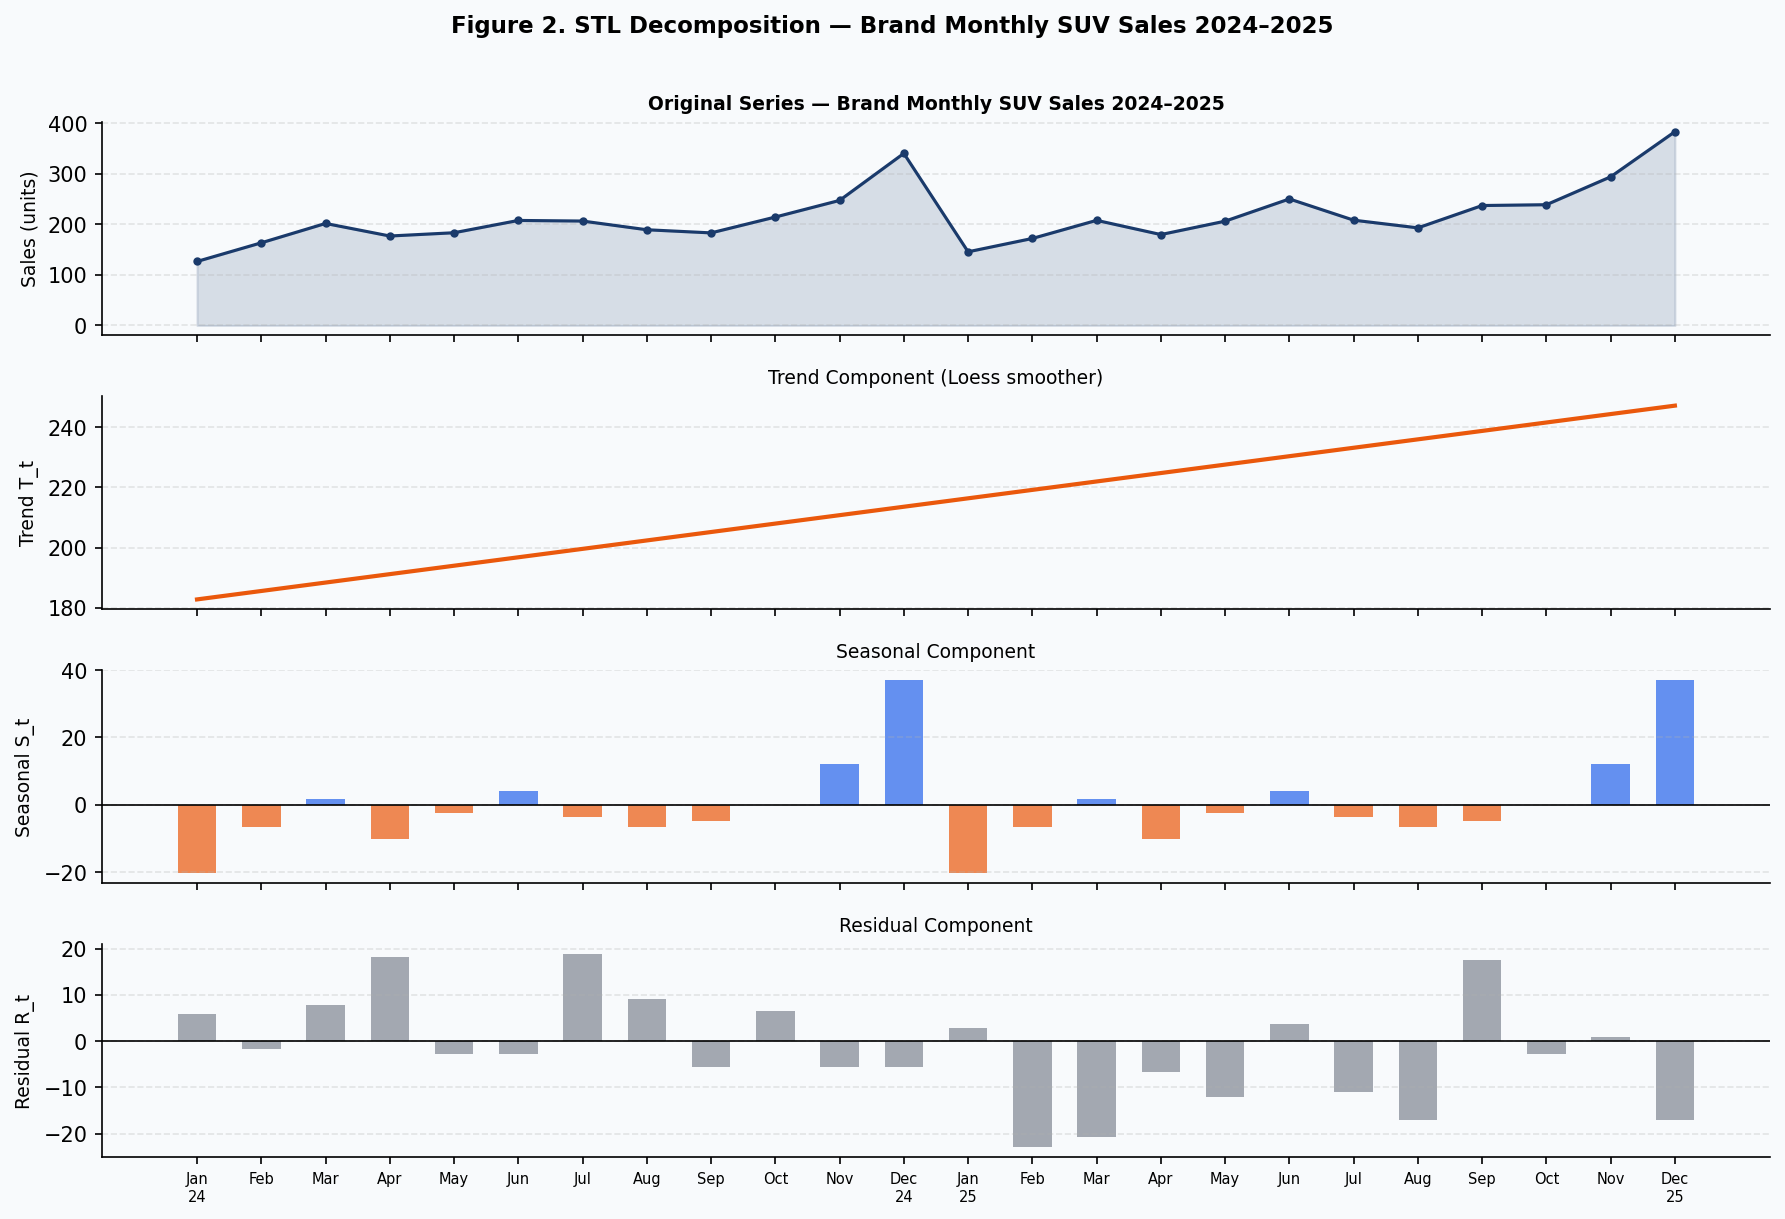 Figure 2. STL Decomposition — Brand Monthly SUV Sales 2024–2025
Original Series — Brand Monthly SUV Sales 2024–2025
Sales (units)
400
300
200
100
0
Trend Component (Loess smoother)
Trend T_t
240
220
200
180
Seasonal Component
Seasonal S_t
40
20
0
−20
Residual Component
Residual R_t
20
10
0
−10
−20
Jan Feb Mar Apr May Jun Jul Aug Sep Oct Nov Dec Jan Feb Mar Apr May Jun Jul Aug Sep Oct Nov Dec
24 24 25 25